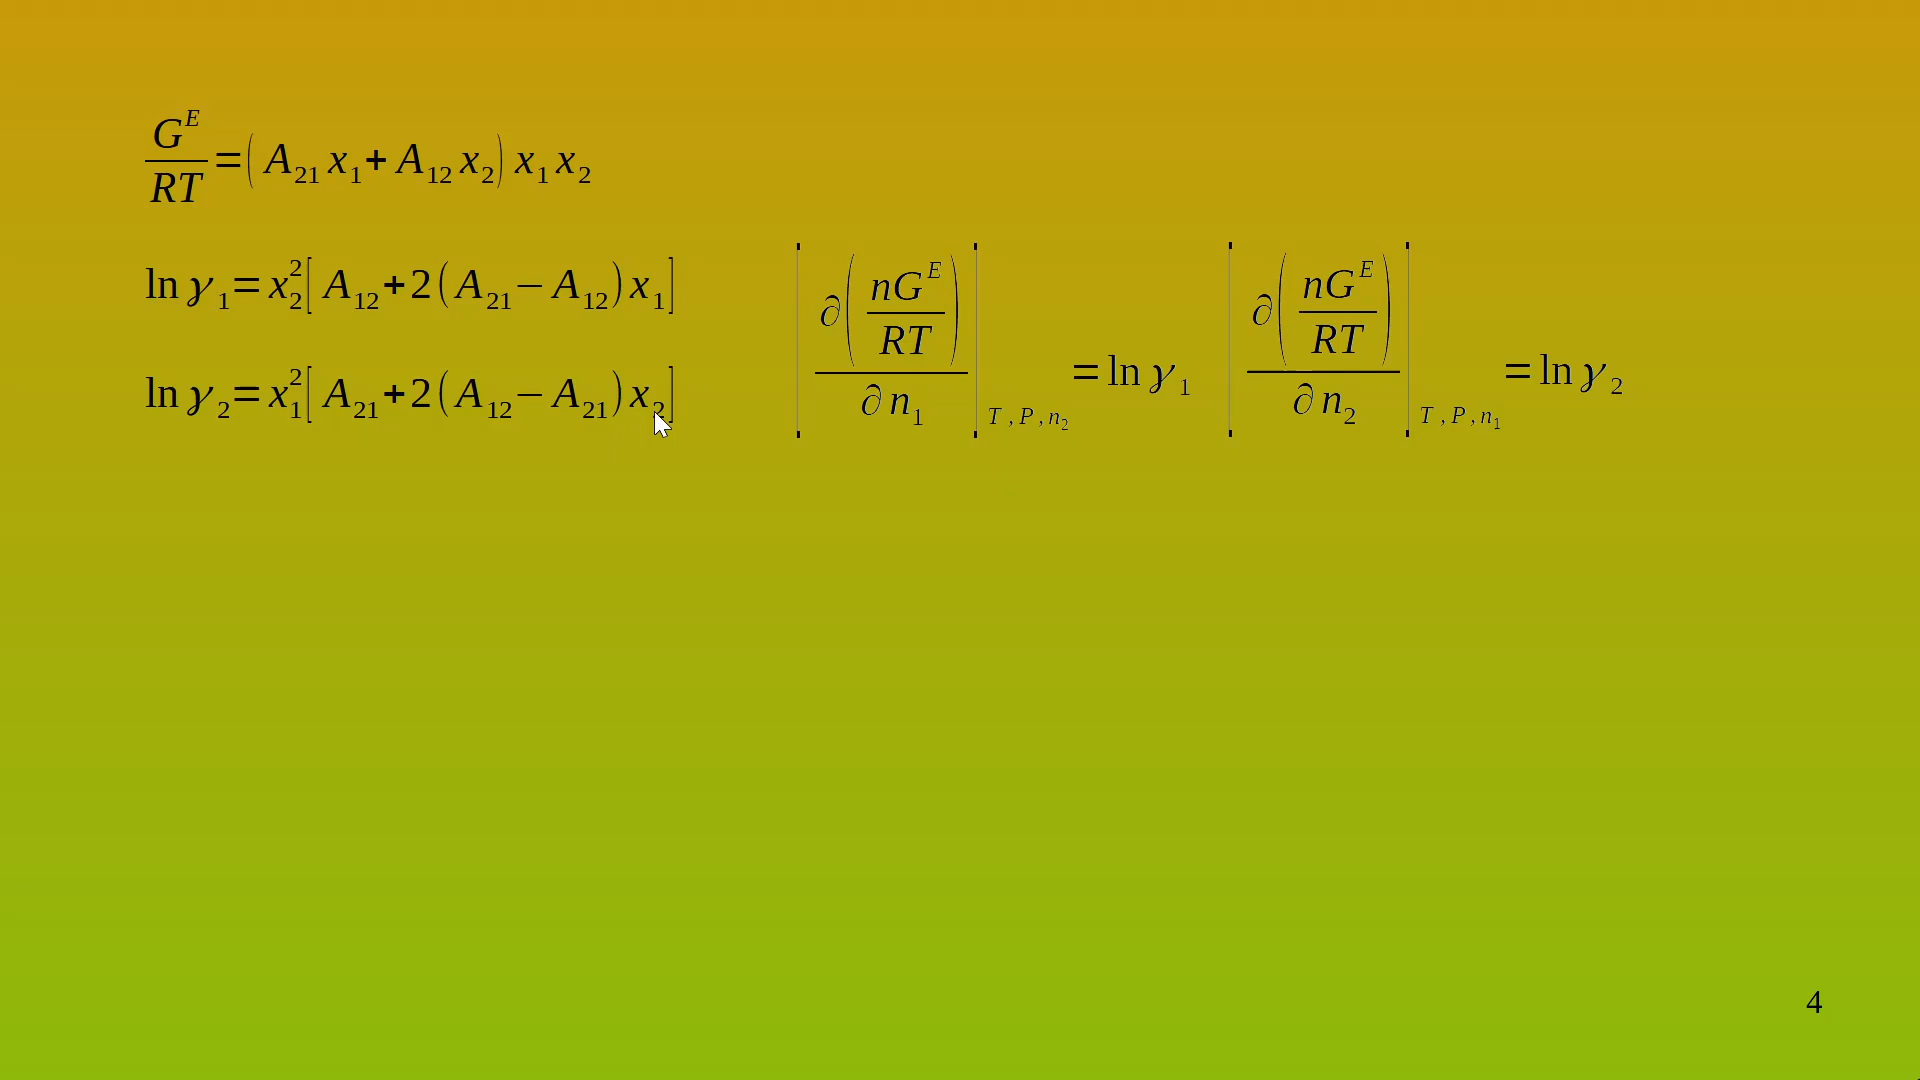 G^E/RT = (A_21 x_1 + A_12 x_2) x_1 x_2
ln γ_1 = x_2^2 [A_12 + 2(A_21 − A_12) x_1]
ln γ_2 = x_1^2 [A_21 + 2(A_12 − A_21) x_2]
[∂(nG^E/RT)/∂n_1]_T,P,n_2 = ln γ_1
[∂(nG^E/RT)/∂n_2]_T,P,n_1 = ln γ_2
4